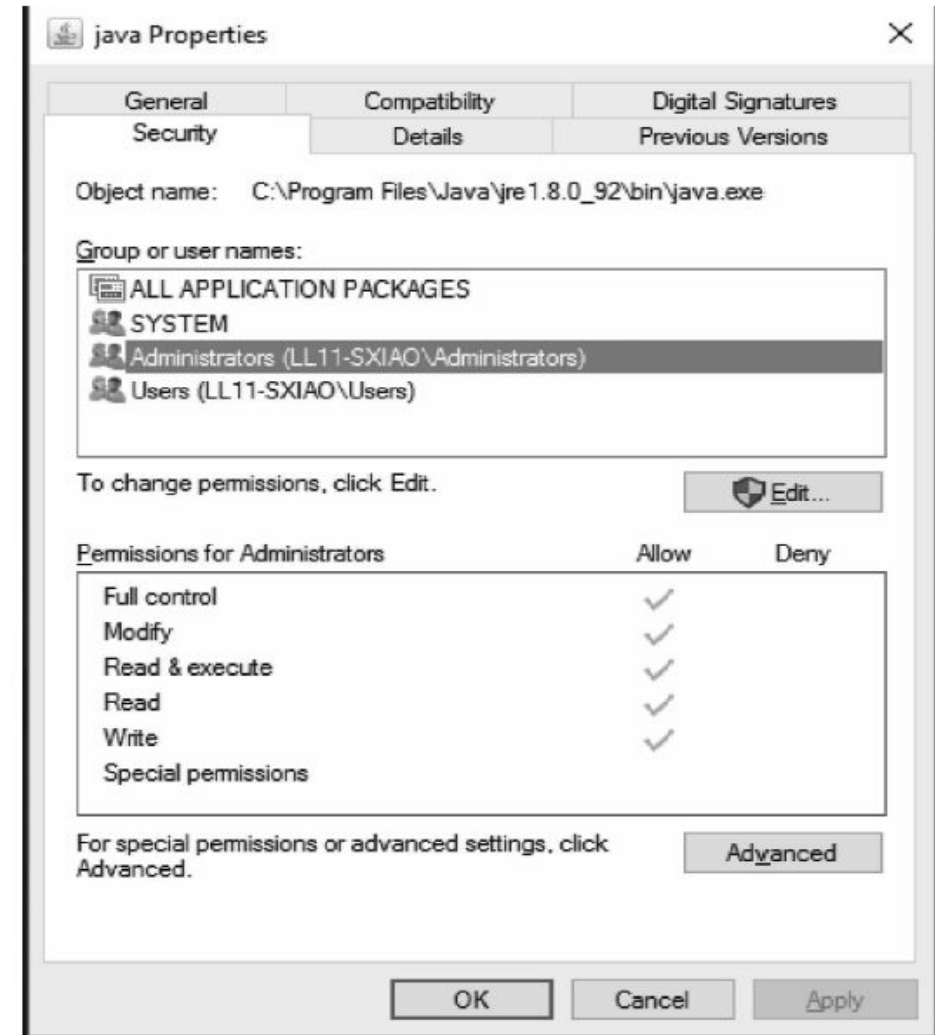 java Properties
General Compatibility Digital Signatures
Security Details Previous Versions
Object name: C:\Program Files\Java\jre1.8.0_92\bin\java.exe
Group or user names:
ALL APPLICATION PACKAGES
SYSTEM
Administrators (LL11-SXIAO\Administrators)
Users (LL11-SXIAO\Users)
To change permissions, click Edit.
Edit...
Permissions for Administrators Allow Deny
Full control
Modify
Read & execute
Read
Write
Special permissions
For special permissions or advanced settings, click
Advanced.
Advanced
OK Cancel Apply